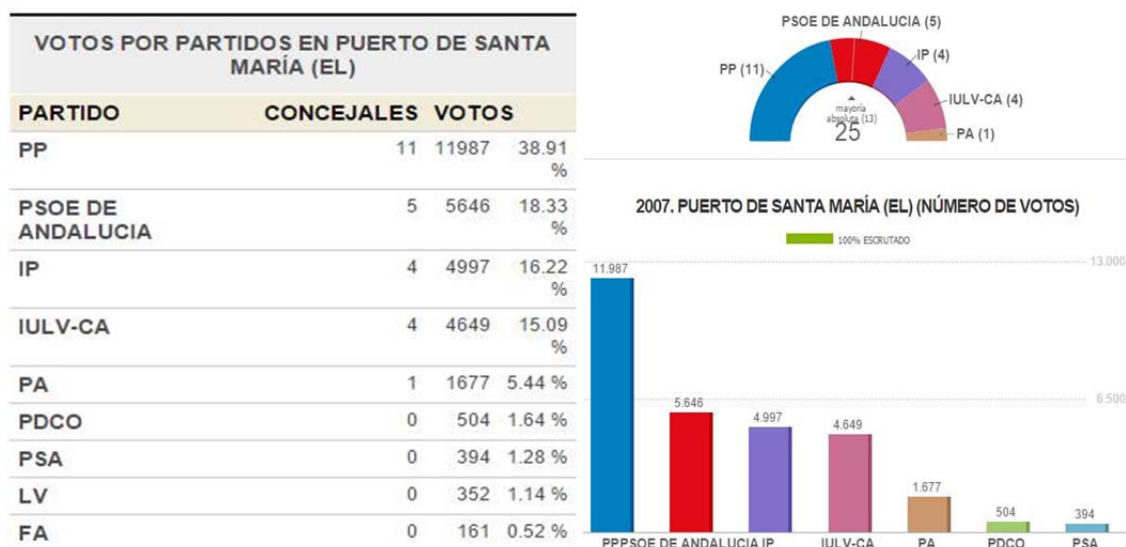 VOTOS POR PARTIDOS EN PUERTO DE SANTA
MARÍA (EL)
PARTIDO CONCEJALES VOTOS
PP 11 11987 38.91
%
PSOE DE 5 5646 18.33
ANDALUCIA %
IP 4 4997 16.22
%
IULV-CA 4 4649 15.09
%
PA 1 1677 5.44 %
PDCO 0 504 1.64 %
PSA 0 394 1.28 %
LV 0 352 1.14 %
FA 0 161 0.52 %
PSOE DE ANDALUCIA (5)
IP (4)
PP (11)
IULV-CA (4)
mayoría
absoluta (13)
25
PA (1)
2007. PUERTO DE SANTA MARÍA (EL) (NÚMERO DE VOTOS)
100% ESCRUTADO
13.000
11.987
6.500
5.646
4.997
4.649
1.677
504
394
PPPSOE DE ANDALUCIA IP IULV-CA PA PDCO PSA